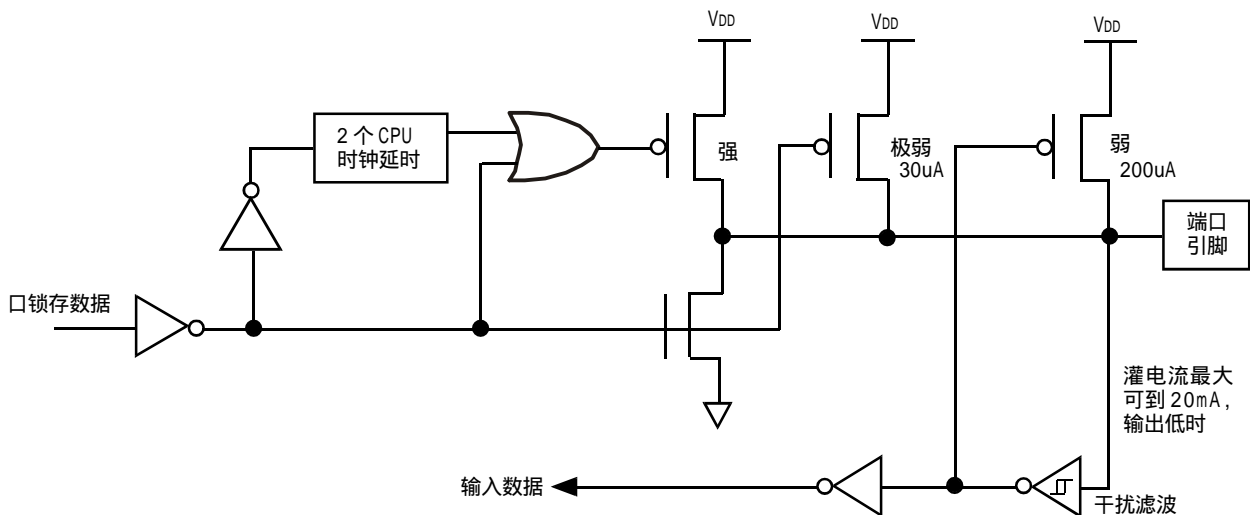 VDD
VDD
VDD
2 个 CPU
时钟延时
强
极弱
30uA
弱
200uA
端口
引脚
口锁存数据
灌电流最大
可到 20mA,
输出低时
输入数据
干扰滤波